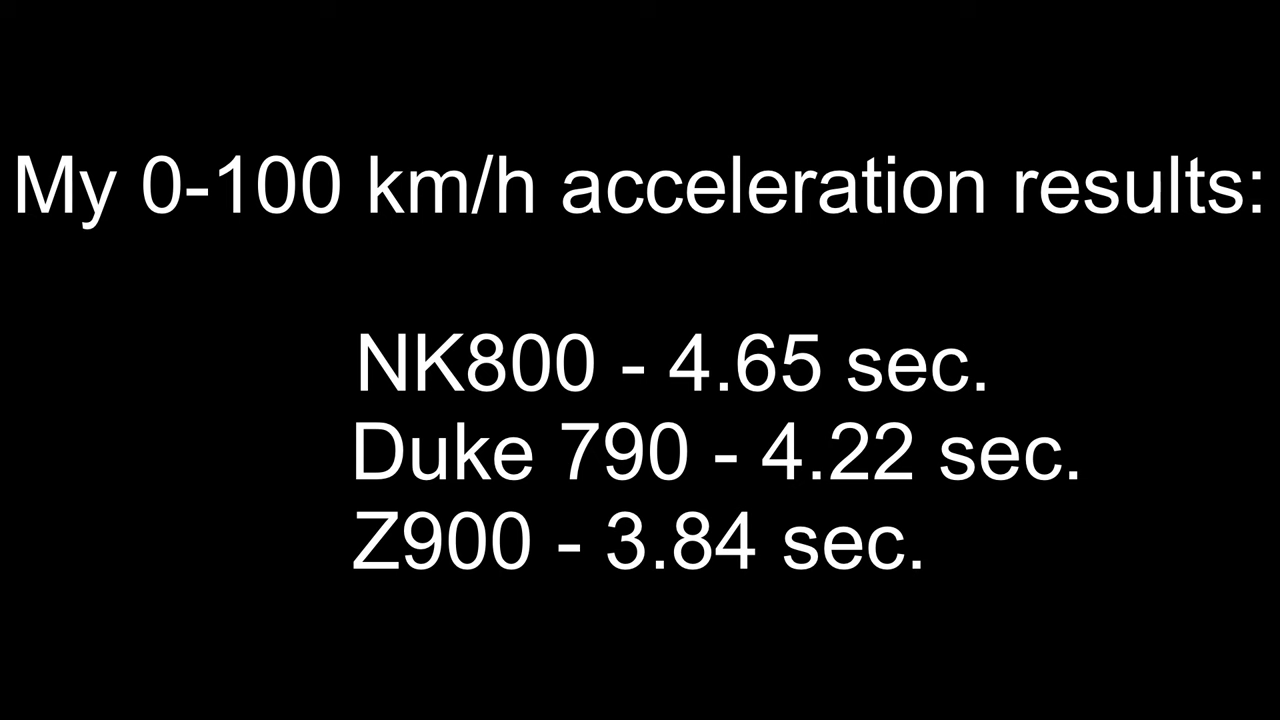 My 0-100 km/h acceleration results:
NK800 - 4.65 sec.
Duke 790 - 4.22 sec.
Z900 - 3.84 sec.